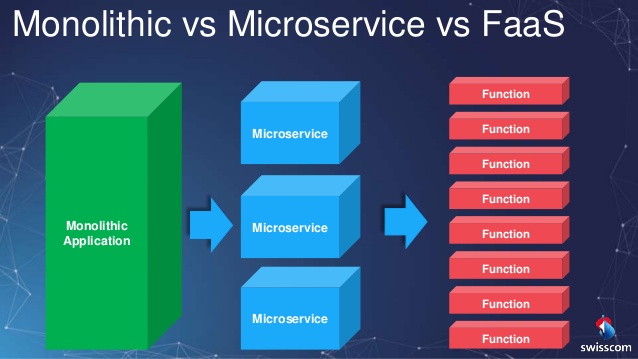 Monolithic vs Microservice vs FaaS
Monolithic
Application
Microservice
Microservice
Microservice
Function
Function
Function
Function
Function
Function
Function
Function
swisscom